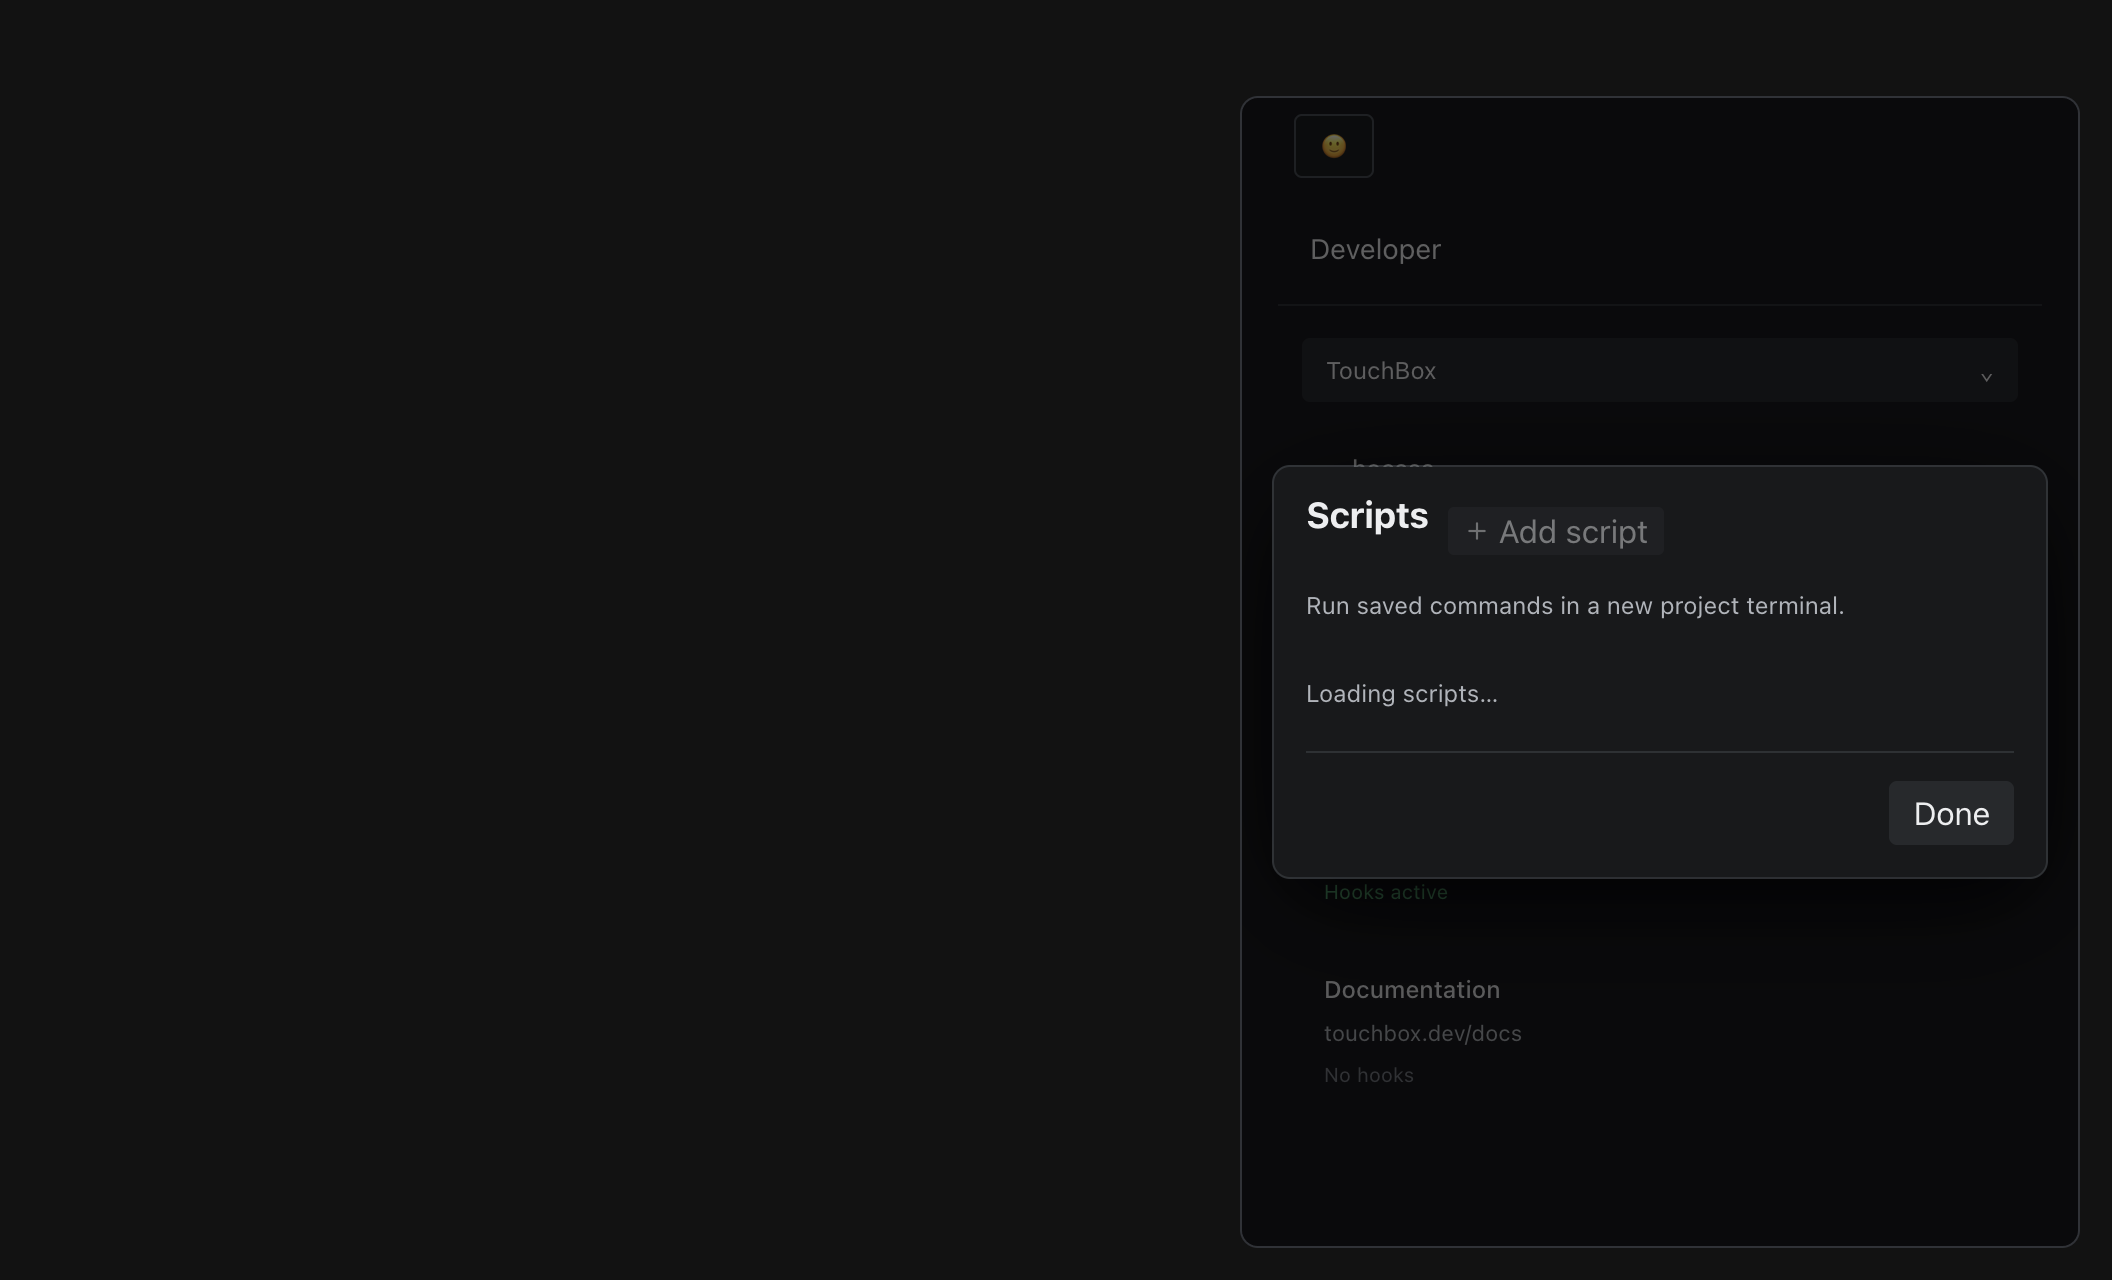 Developer
TouchBox
Scripts
+ Add script
Run saved commands in a new project terminal.
Loading scripts...
Done
Hooks active
Documentation
touchbox.dev/docs
No hooks